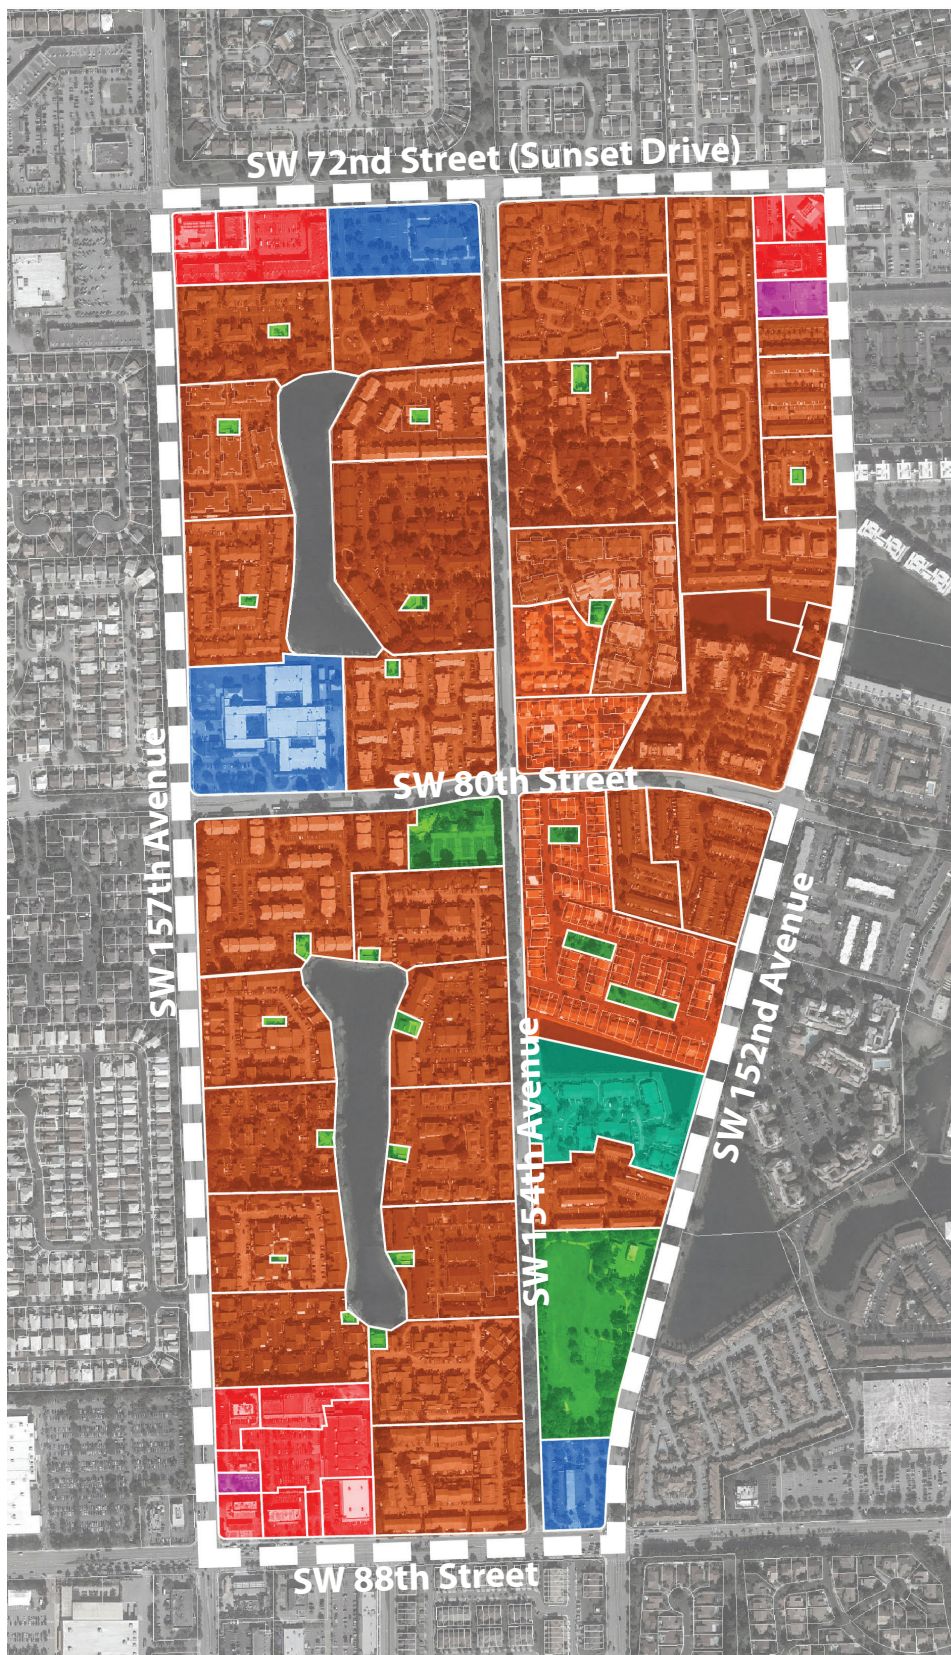 SW 72nd Street (Sunset Drive)
SW 157th Avenue
SW 80th Street
SW 152nd Avenue
SW 154th Avenue
SW 88th Street